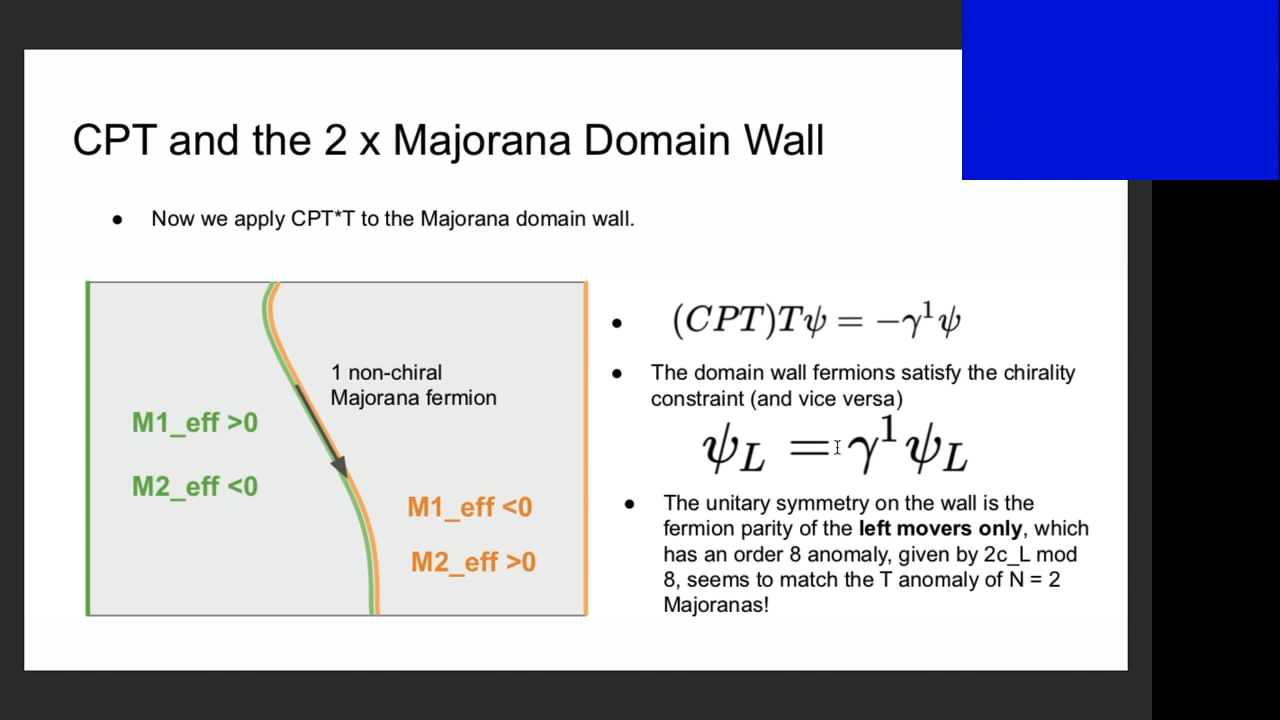 CPT and the 2 x Majorana Domain Wall
● Now we apply CPT*T to the Majorana domain wall.
1 non-chiral
Majorana fermion
M1_eff >0
M2_eff <0
M1_eff <0
M2_eff >0
● (CPT)Tψ = −γ¹ψ
● The domain wall fermions satisfy the chirality
constraint (and vice versa)
ψ_L = γ¹ψ_L
● The unitary symmetry on the wall is the
fermion parity of the left movers only, which
has an order 8 anomaly, given by 2c_L mod
8, seems to match the T anomaly of N = 2
Majoranas!